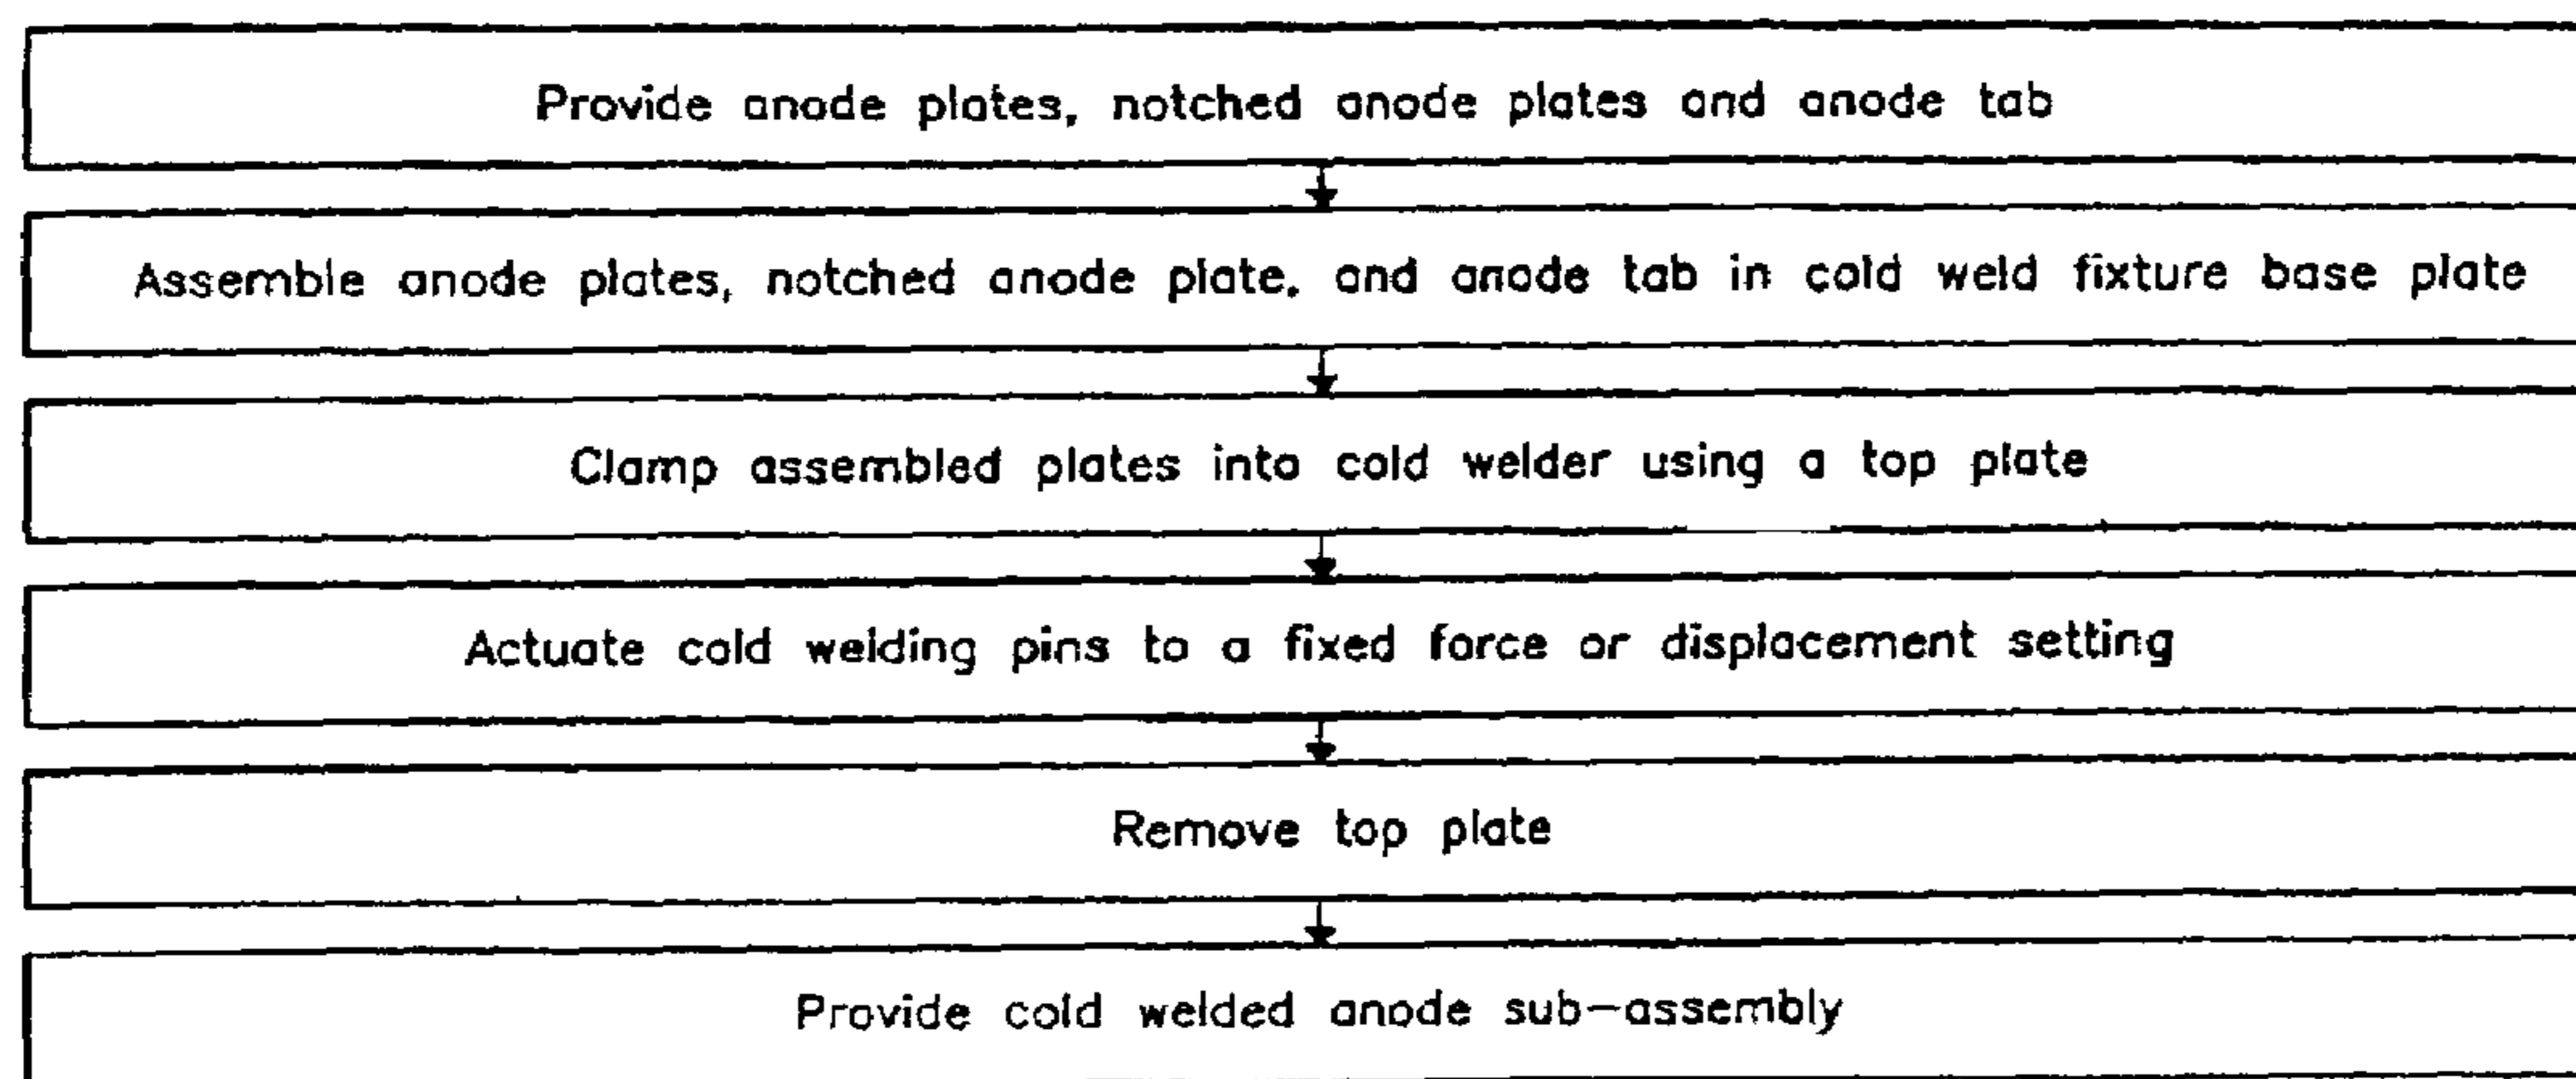 Provide anode plates, notched anode plates and anode tab
Assemble anode plates, notched anode plate, and anode tab in cold weld fixture base plate
Clamp assembled plates into cold welder using a top plate
Actuate cold welding pins to a fixed force or displacement setting
Remove top plate
Provide cold welded anode sub-assembly